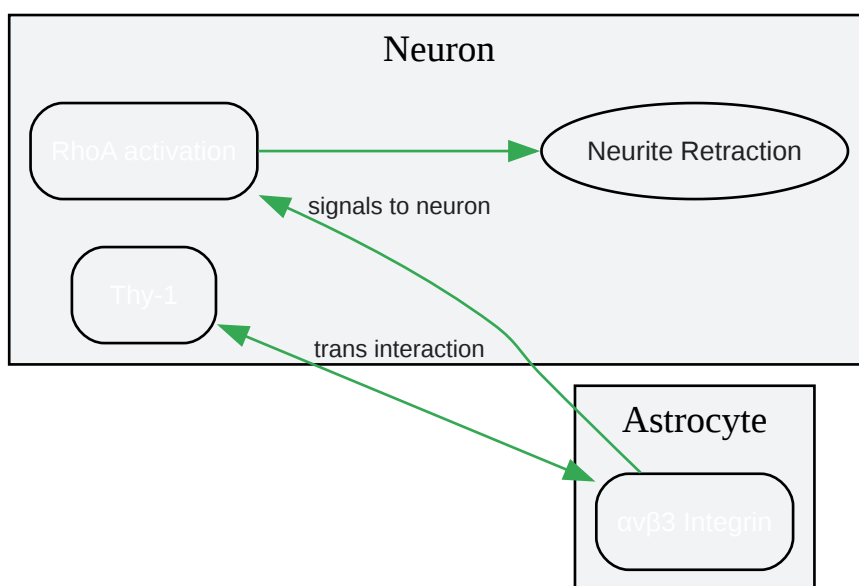 Neuron
RhoA activation
Neurite Retraction
signals to neuron
Thy-1
trans interaction
Astrocyte
αvβ3 Integrin